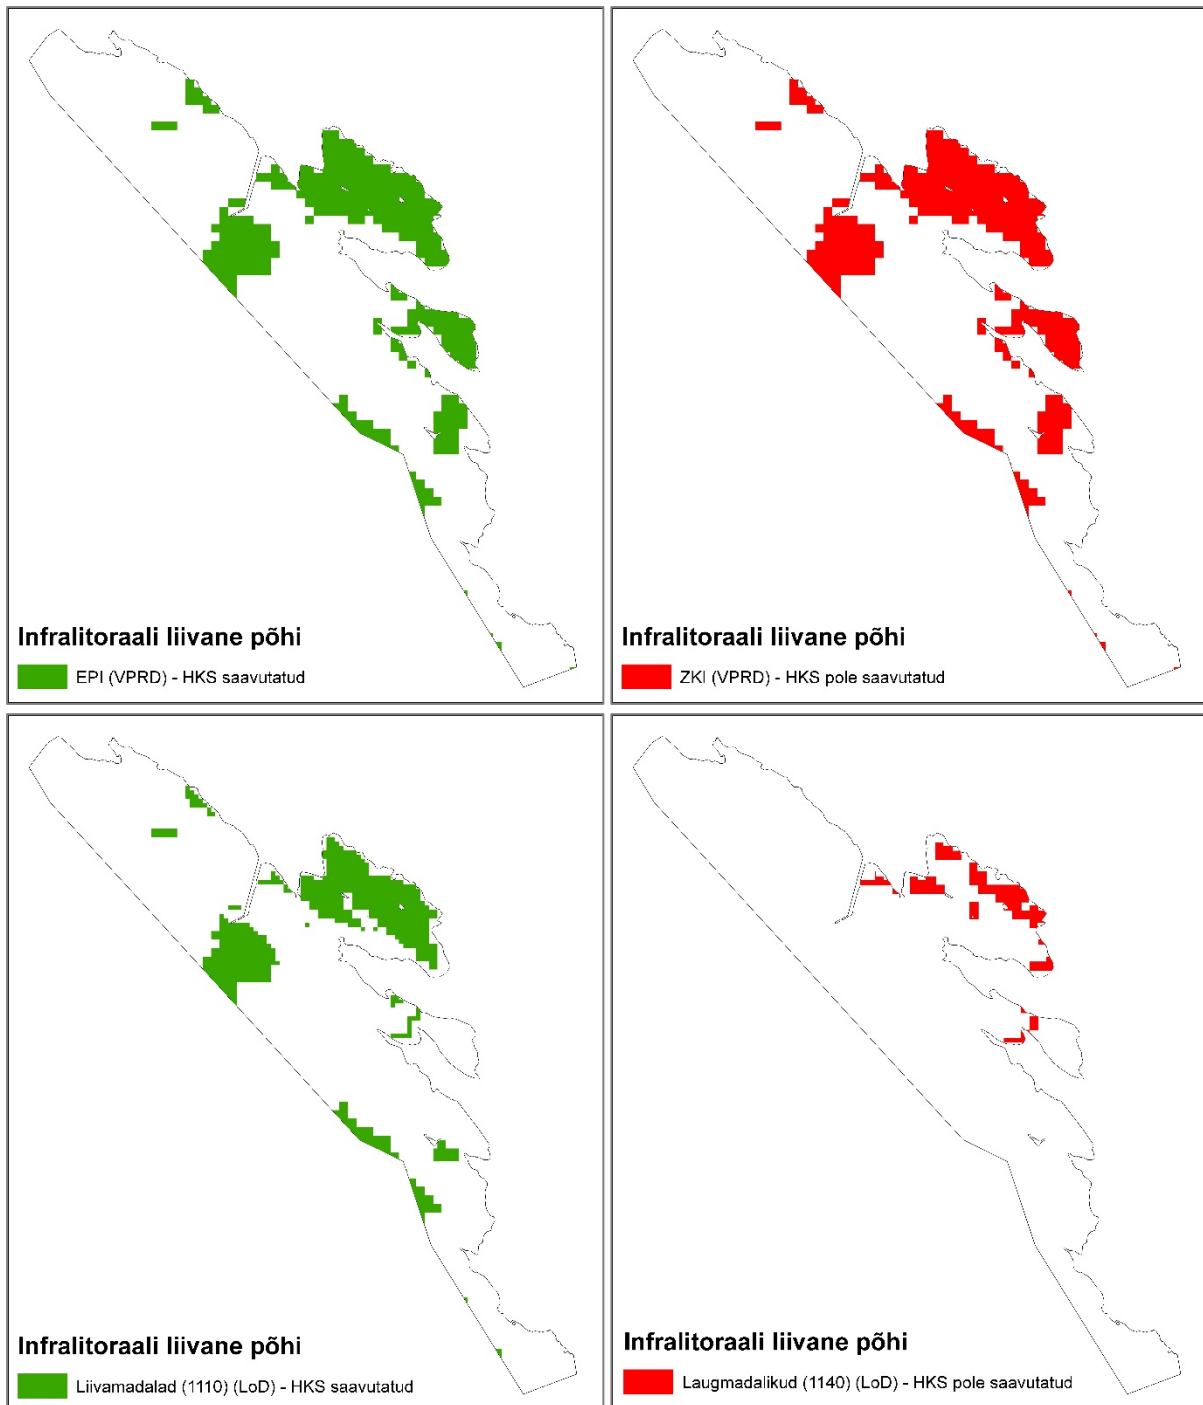 Infralitoraali liivane põhi
EPI (VPRD) - HKS saavutatud
Infralitoraali liivane põhi
ZKI (VPRD) - HKS pole saavutatud
Infralitoraali liivane põhi
Liivamadalad (1110) (LoD) - HKS saavutatud
Infralitoraali liivane põhi
Laugmadalikud (1140) (LoD) - HKS pole saavutatud